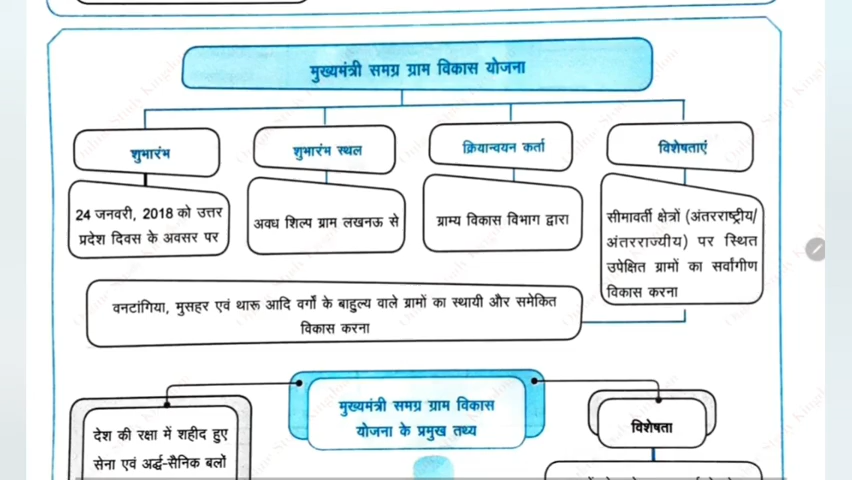 मुख्यमंत्री समग्र ग्राम विकास योजना
शुभारंभ
24 जनवरी, 2018 को उत्तर
प्रदेश दिवस के अवसर पर
शुभारंभ स्थल
अवध शिल्प ग्राम लखनऊ से
क्रियान्वयन कर्ता
ग्राम्य विकास विभाग द्वारा
विशेषताएं
सीमावर्ती क्षेत्रों (अंतरराष्ट्रीय/
अंतरराज्यीय) पर स्थित
उपेक्षित ग्रामों का सर्वांगीण
विकास करना
वनटांगिया, मुसहर एवं थारू आदि वर्गों के बाहुल्य वाले ग्रामों का स्थायी और समेकित
विकास करना
मुख्यमंत्री समग्र ग्राम विकास
योजना के प्रमुख तथ्य
देश की रक्षा में शहीद हुए
सेना एवं अर्द्ध-सैनिक बलों
विशेषता